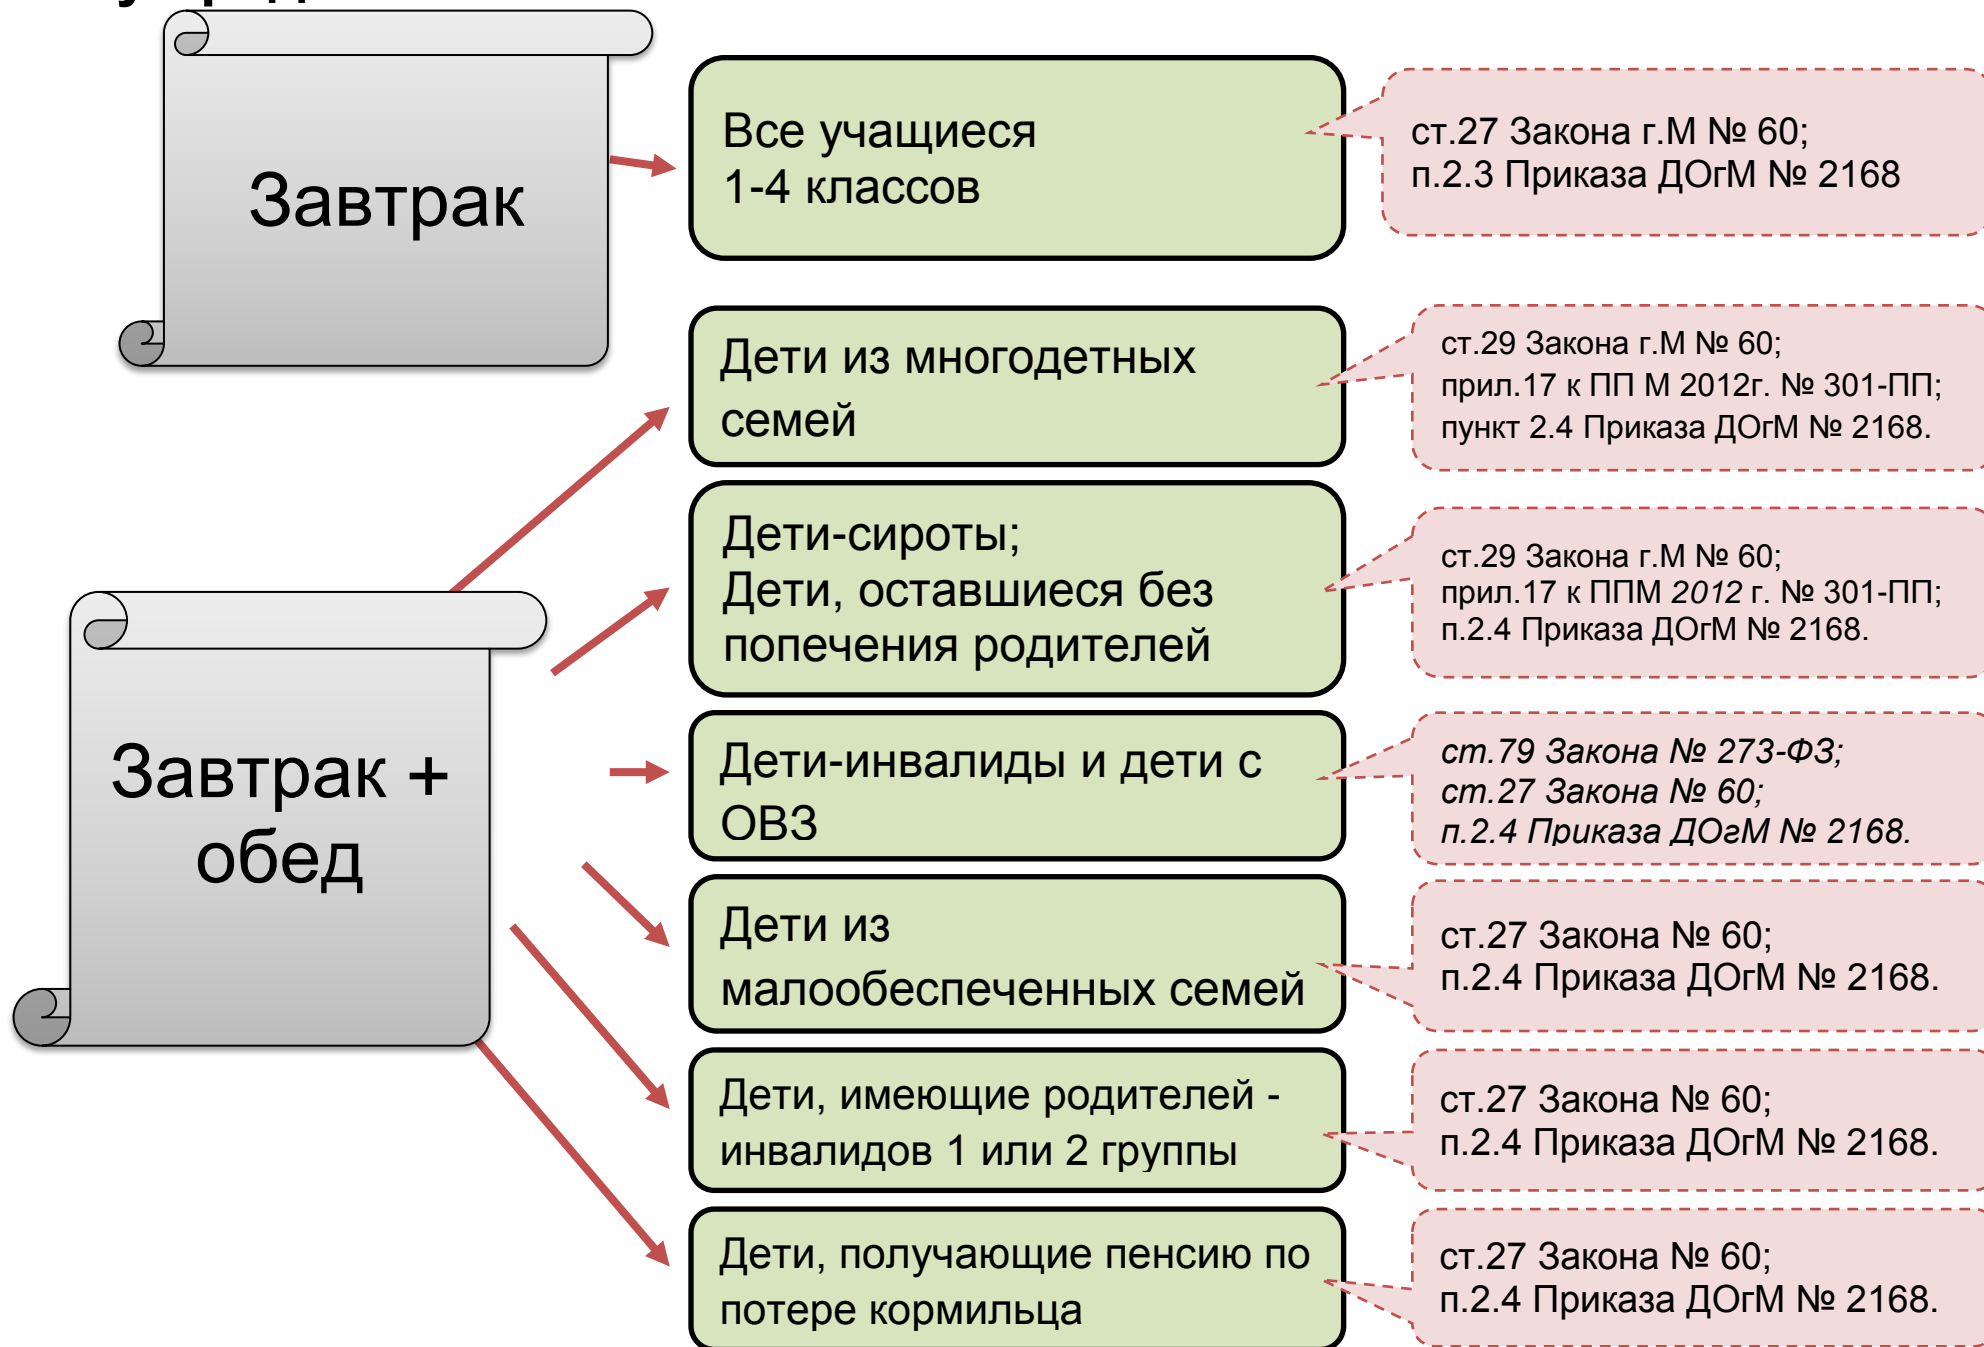 Завтрак
Все учащиеся
1-4 классов
ст.27 Закона г.М № 60;
п.2.3 Приказа ДОгМ № 2168
Дети из многодетных
семей
ст.29 Закона г.М № 60;
прил.17 к ПП М 2012г. № 301-ПП;
пункт 2.4 Приказа ДОгМ № 2168.
Завтрак +
обед
Дети-сироты;
Дети, оставшиеся без
попечения родителей
ст.29 Закона г.М № 60;
прил.17 к ППМ 2012 г. № 301-ПП;
п.2.4 Приказа ДОгМ № 2168.
Дети-инвалиды и дети с
ОВЗ
ст.79 Закона № 273-ФЗ;
ст.27 Закона № 60;
п.2.4 Приказа ДОгМ № 2168.
Дети из
малообеспеченных семей
ст.27 Закона № 60;
п.2.4 Приказа ДОгМ № 2168.
Дети, имеющие родителей -
инвалидов 1 или 2 группы
ст.27 Закона № 60;
п.2.4 Приказа ДОгМ № 2168.
Дети, получающие пенсию по
потере кормильца
ст.27 Закона № 60;
п.2.4 Приказа ДОгМ № 2168.